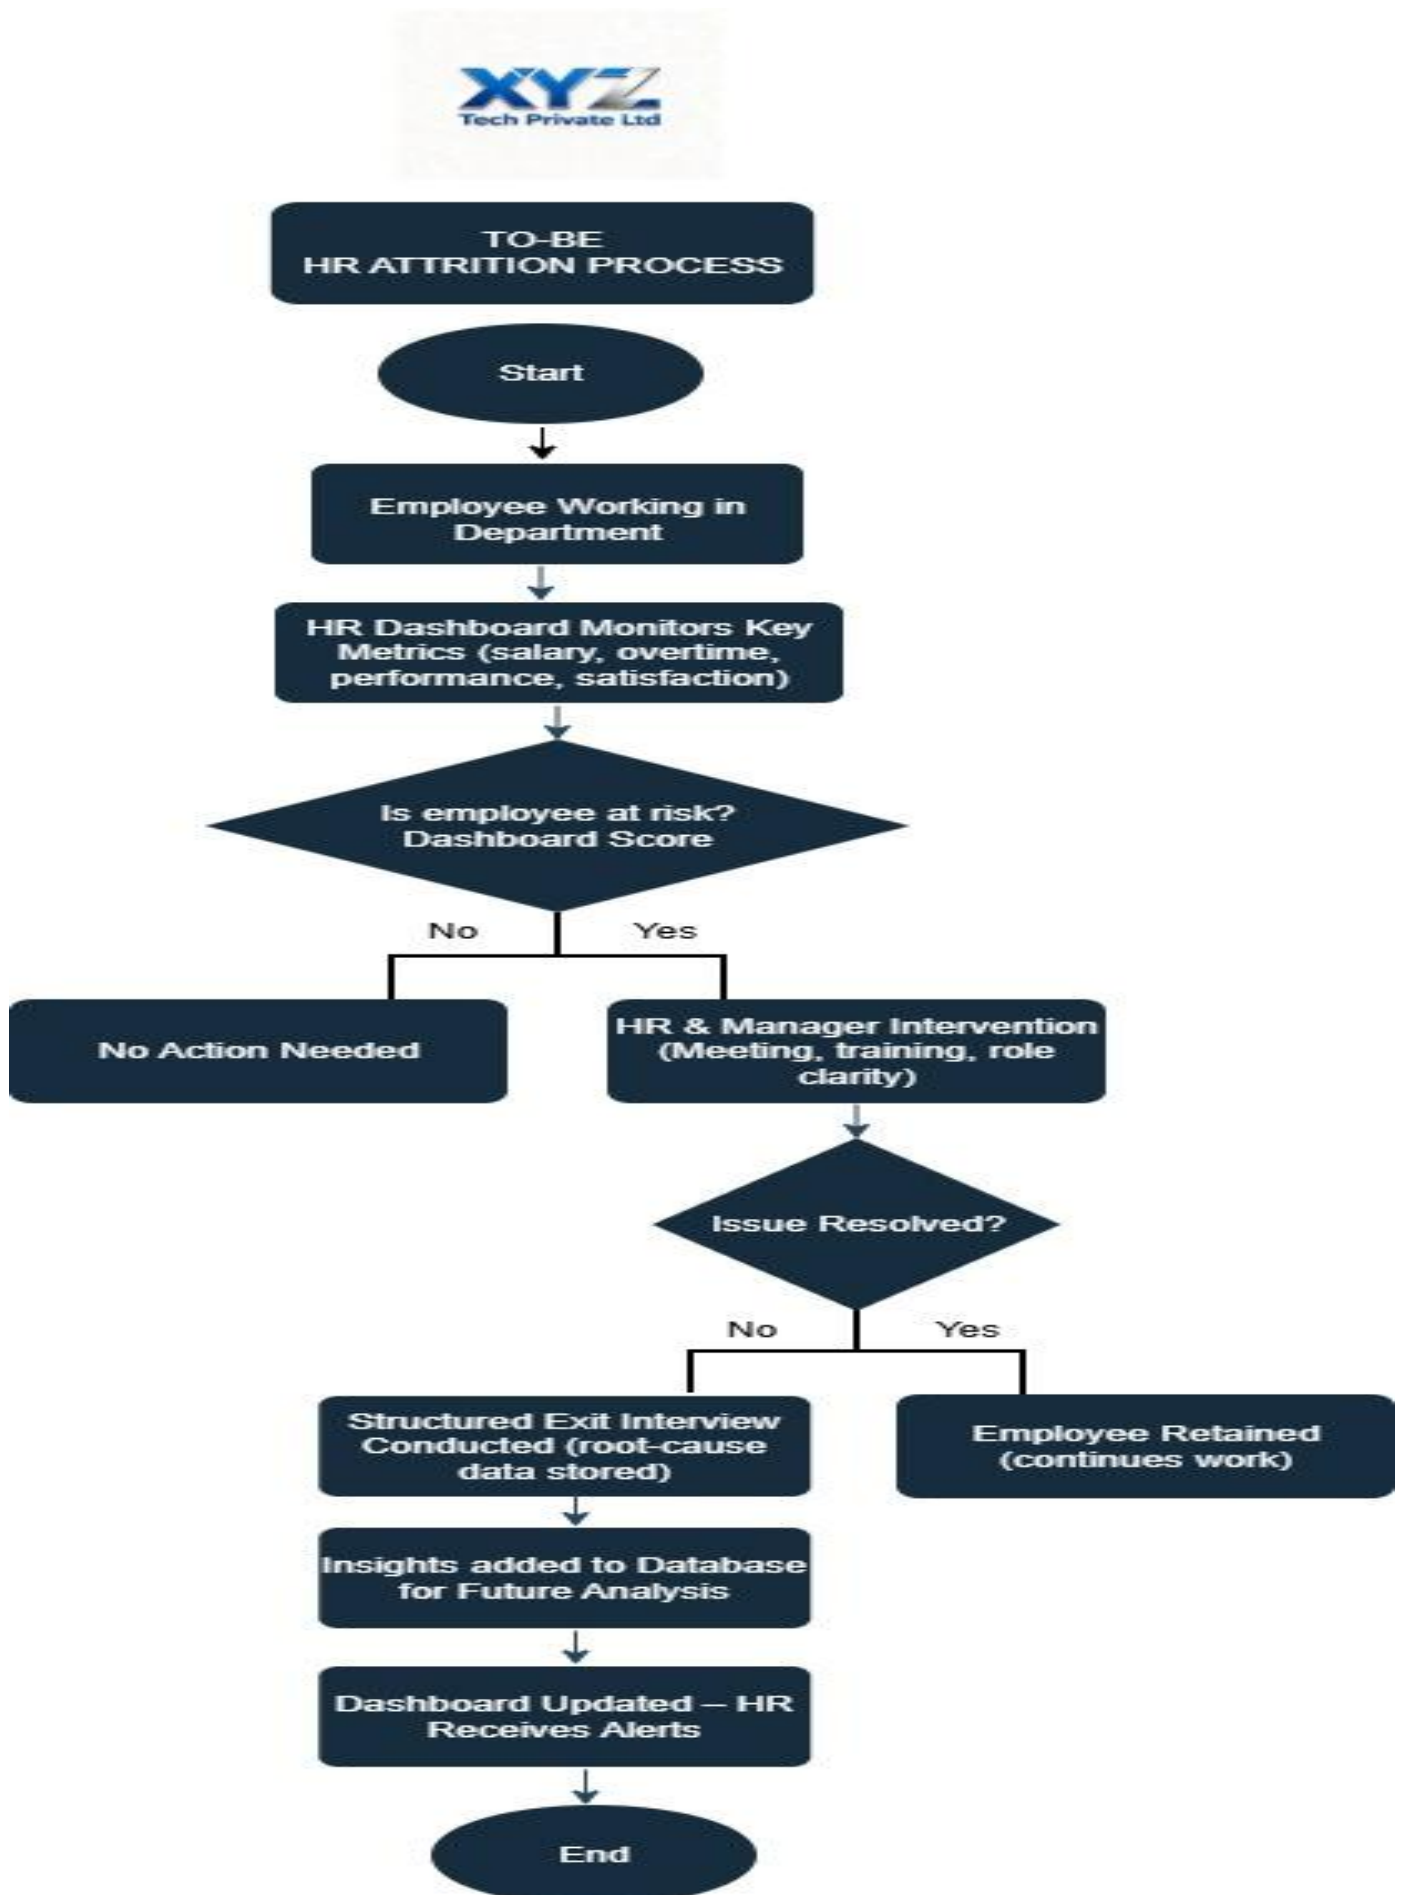 XYZ
Tech Private Ltd
TO-BE
HR ATTRITION PROCESS
Start
Employee Working in
Department
HR Dashboard Monitors Key
Metrics (salary, overtime,
performance, satisfaction)
Is employee at risk?
Dashboard Score
No
Yes
No Action Needed
HR & Manager Intervention
(Meeting, training, role
clarity)
Issue Resolved?
No
Yes
Structured Exit Interview
Conducted (root-cause
data stored)
Employee Retained
(continues work)
Insights added to Database
for Future Analysis
Dashboard Updated – HR
Receives Alerts
End